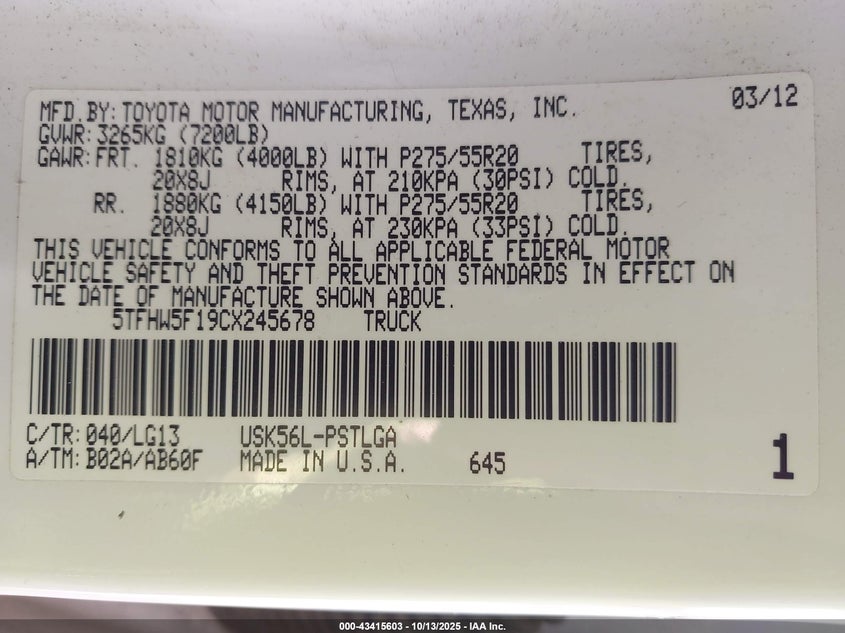 MFD.BY: TOYOTA MOTOR MANUFACTURING, TEXAS, INC. 03/12
GVWR: 3265KG (7200LB)
GAWR: FRT. 1810KG (4000LB) WITH P275/55R20 TIRES,
20X8J RIMS, AT 210KPA (30PSI) COLD.
RR. 1880KG (4150LB) WITH P275/55R20 TIRES,
20X8J RIMS, AT 230KPA (33PSI) COLD.
THIS VEHICLE CONFORMS TO ALL APPLICABLE FEDERAL MOTOR
VEHICLE SAFETY AND THEFT PREVENTION STANDARDS IN EFFECT ON
THE DATE OF MANUFACTURE SHOWN ABOVE.
5TFHW5F19CX245678 TRUCK
C/TR: 040/LG13 USK56L-PSTLGA
A/TM: B02A/AB60F MADE IN U.S.A. 645 1
000-43415603 | 10/13/2025 - IAA Inc.